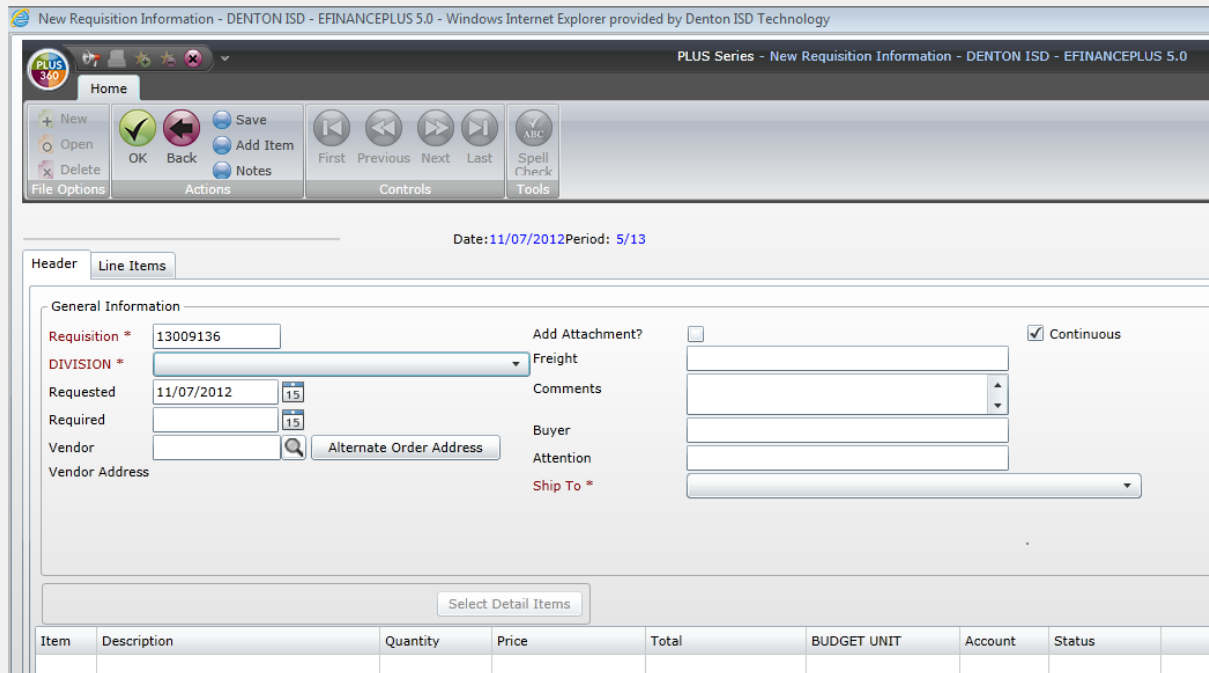 New Requisition Information - DENTON ISD - EFINANCEPLUS 5.0 - Windows Internet Explorer provided by Denton ISD Technology
PLUS 360
PLUS Series - New Requisition Information - DENTON ISD - EFINANCEPLUS 5.0
Home
New
Open
Delete
File Options
OK
Back
Save
Add Item
Notes
Actions
First Previous Next Last
Controls
ABC
Spell Check
Tools
Date:11/07/2012Period: 5/13
Header Line Items
General Information
Requisition * 13009136
DIVISION *
Requested 11/07/2012 15
Required 15
Vendor Alternate Order Address
Vendor Address
Add Attachment? Continuous
Freight
Comments
Buyer
Attention
Ship To *
Select Detail Items
Item Description Quantity Price Total BUDGET UNIT Account Status